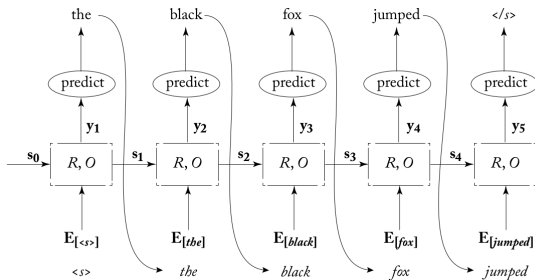 the black fox jumped </s>
predict predict predict predict predict
y1 y2 y3 y4 y5
s0 R, O s1 R, O s2 R, O s3 R, O s4 R, O
E[<s>] E[the] E[black] E[fox] E[jumped]
<s> the black fox jumped